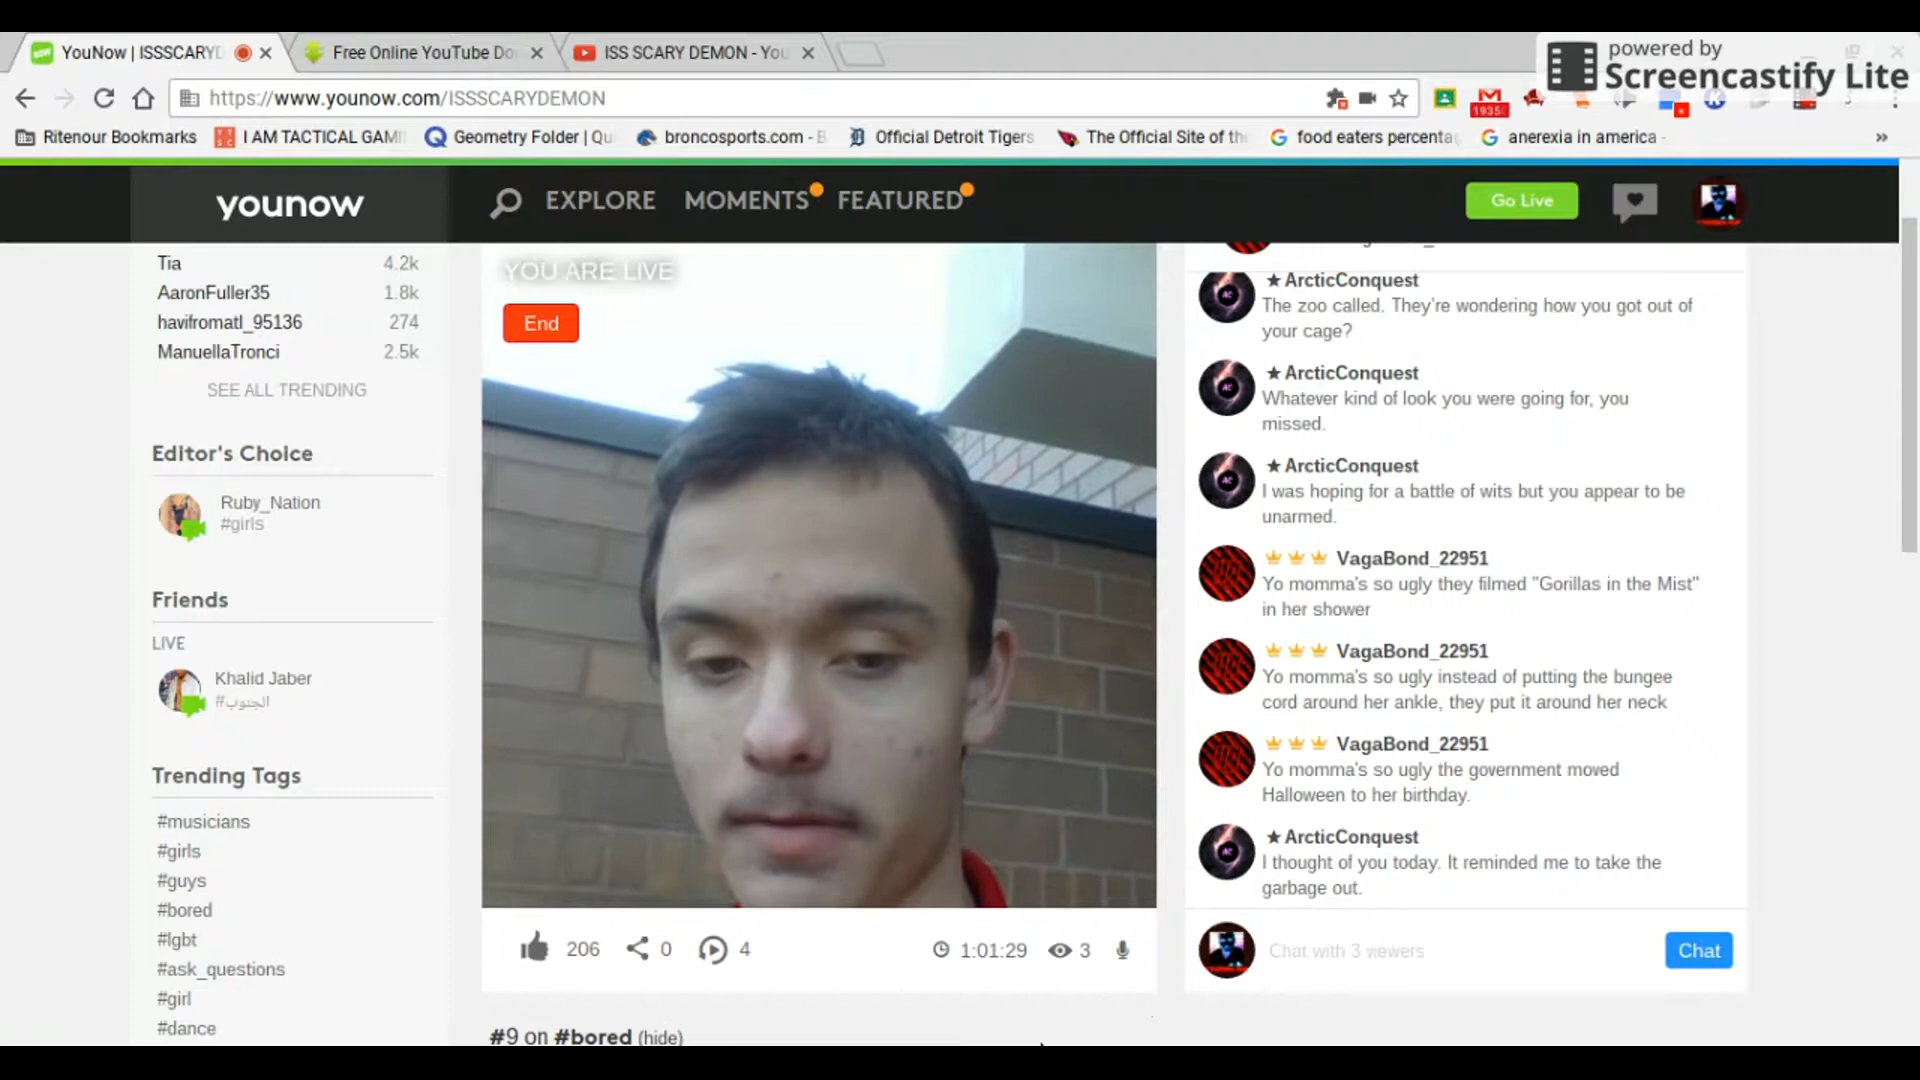 YouNow | ISSSCARYD
Free Online YouTube Do
ISS SCARY DEMON - You
powered by
Screencastify Lite
https://www.younow.com/ISSSCARYDEMON
1935
Ritenour Bookmarks
I AM TACTICAL GAMI
Geometry Folder | Qui
broncosports.com - B
Official Detroit Tigers
The Official Site of the
food eaters percentag
anerexia in america -
»
younow
EXPLORE
MOMENTS
FEATURED
Go Live
Tia 4.2k
AaronFuller35 1.8k
havifromatl_95136 274
ManuellaTronci 2.5k
SEE ALL TRENDING
Editor's Choice
Ruby_Nation
#girls
Friends
LIVE
Khalid Jaber
#الجنوب
Trending Tags
#musicians
#girls
#guys
#bored
#lgbt
#ask_questions
#girl
#dance
YOU ARE LIVE
End
206
0
4
1:01:29
3
#9 on #bored (hide)
★ ArcticConquest
The zoo called. They're wondering how you got out of
your cage?
★ ArcticConquest
Whatever kind of look you were going for, you
missed.
★ ArcticConquest
I was hoping for a battle of wits but you appear to be
unarmed.
VagaBond_22951
Yo momma's so ugly they filmed "Gorillas in the Mist"
in her shower
VagaBond_22951
Yo momma's so ugly instead of putting the bungee
cord around her ankle, they put it around her neck
VagaBond_22951
Yo momma's so ugly the government moved
Halloween to her birthday.
★ ArcticConquest
I thought of you today. It reminded me to take the
garbage out.
Chat with 3 viewers
Chat